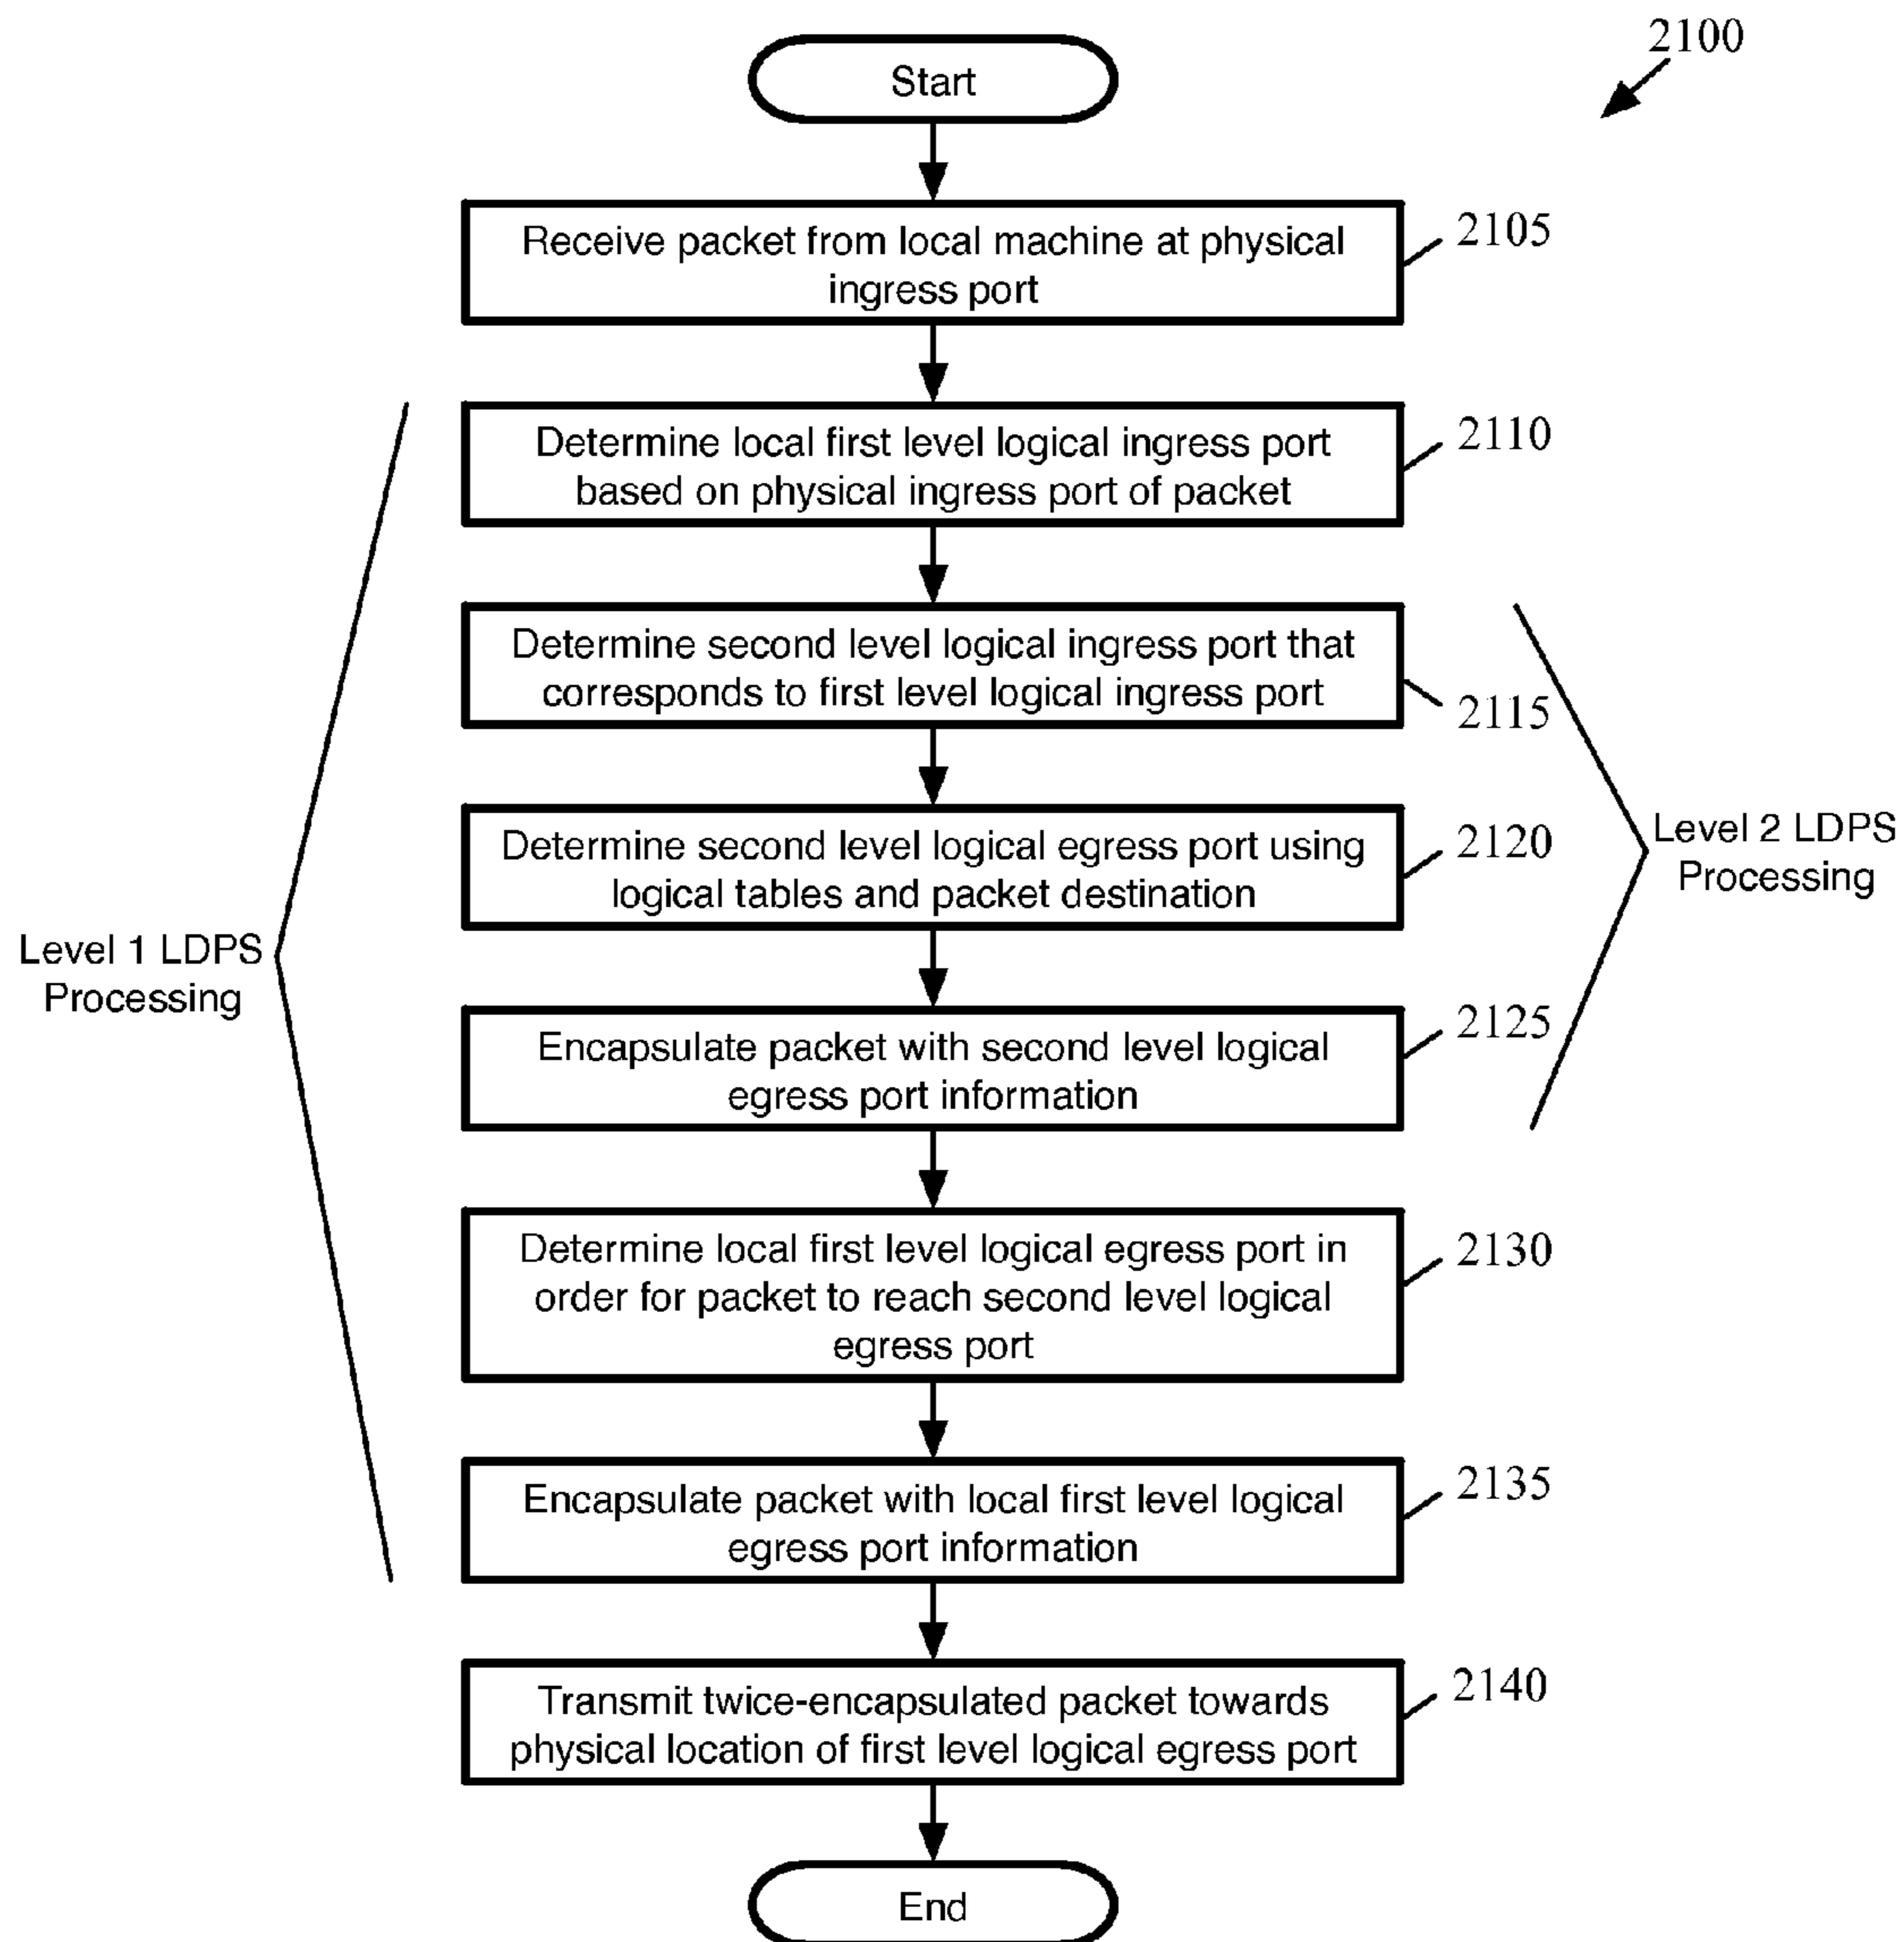 2100
Start
Receive packet from local machine at physical
ingress port
2105
Determine local first level logical ingress port
based on physical ingress port of packet
2110
Determine second level logical ingress port that
corresponds to first level logical ingress port
2115
Determine second level logical egress port using
logical tables and packet destination
2120
Level 2 LDPS
Processing
Level 1 LDPS
Processing
Encapsulate packet with second level logical
egress port information
2125
Determine local first level logical egress port in
order for packet to reach second level logical
egress port
2130
Encapsulate packet with local first level logical
egress port information
2135
Transmit twice-encapsulated packet towards
physical location of first level logical egress port
2140
End